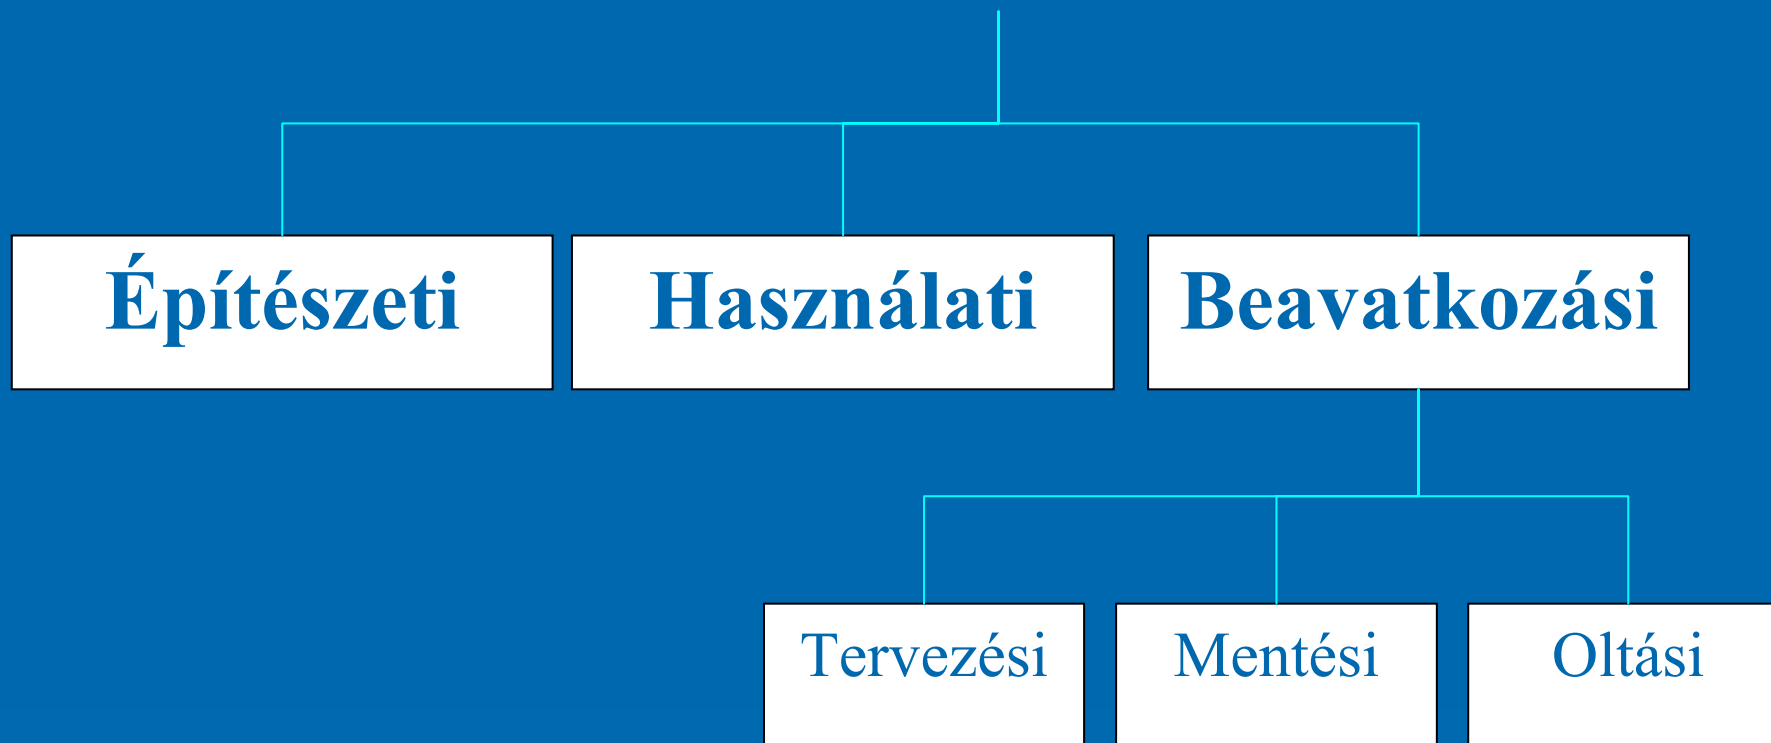 Építészeti
Használati
Beavatkozási
Tervezési
Mentési
Oltási